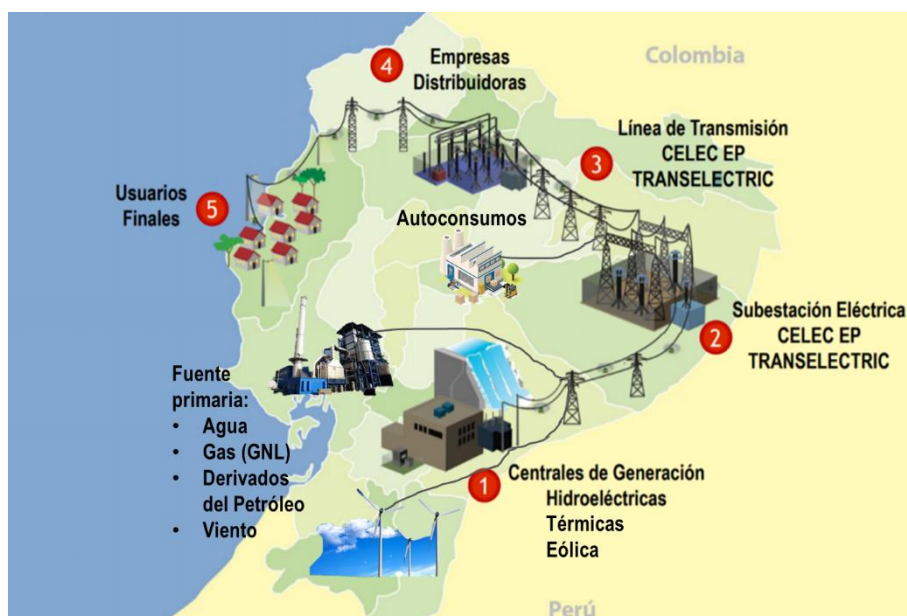 Colombia
4
Empresas
Distribuidoras
Línea de Transmisión
3
CELEC EP
TRANSELECTRIC
Usuarios
Finales
5
Autoconsumos
Subestación Eléctrica
2
CELEC EP
TRANSELECTRIC
Fuente
primaria:
• Agua
• Gas (GNL)
• Derivados
del Petróleo
• Viento
1
Centrales de Generación
Hidroeléctricas
Térmicas
Eólica
Perú